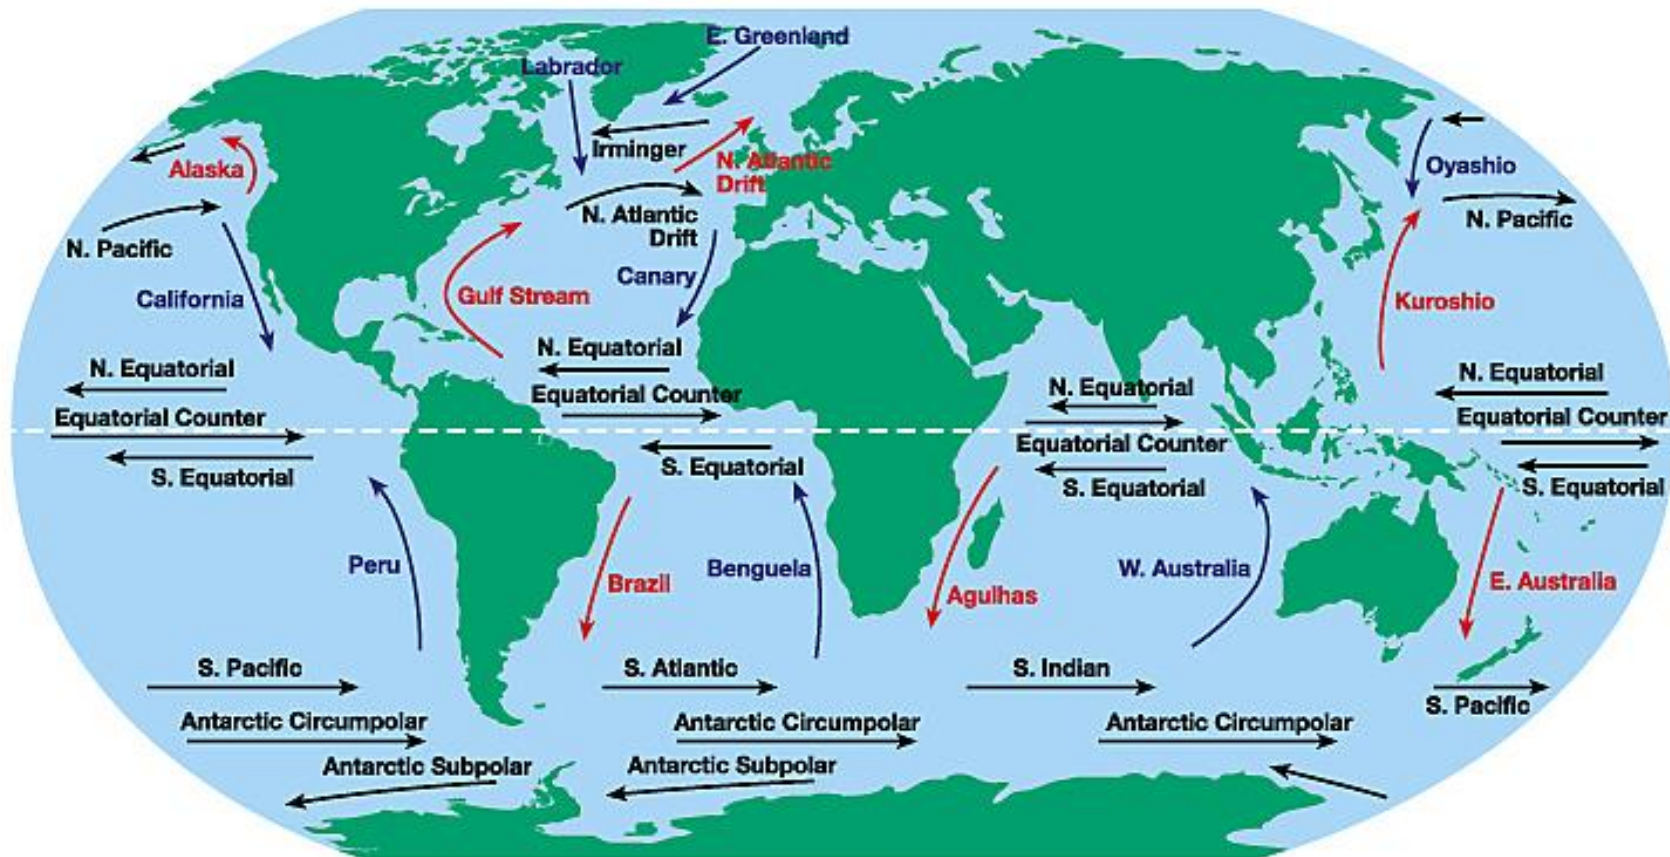 E. Greenland
Labrador
Irminger
N. Atlantic
Drift
Alaska
Oyashio
N. Atlantic
Drift
N. Pacific
N. Pacific
California
Gulf Stream
Canary
Kuroshio
N. Equatorial
N. Equatorial
N. Equatorial
N. Equatorial
Equatorial Counter
Equatorial Counter
Equatorial Counter
Equatorial Counter
S. Equatorial
S. Equatorial
S. Equatorial
S. Equatorial
Peru
Brazil
Benguela
Agulhas
W. Australia
E. Australia
S. Pacific
S. Atlantic
S. Indian
S. Pacific
Antarctic Circumpolar
Antarctic Circumpolar
Antarctic Circumpolar
Antarctic Subpolar
Antarctic Subpolar